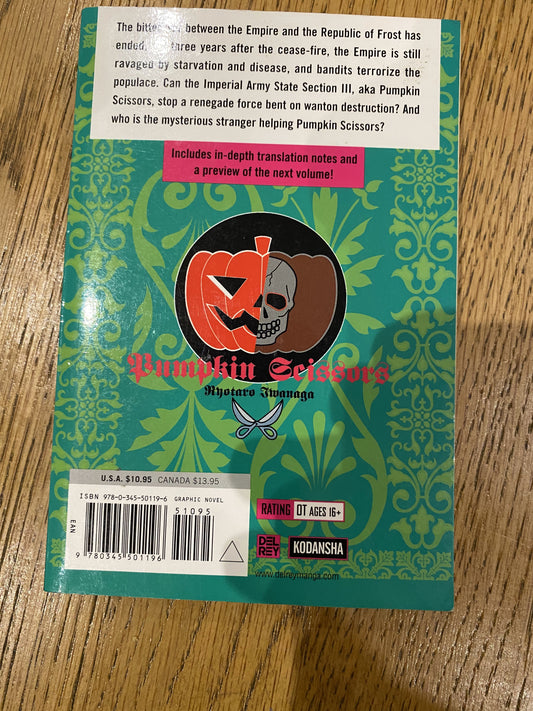 The bitter between the Empire and the Republic of Frost has
ended, three years after the cease-fire, the Empire is still
ravaged by starvation and disease, and bandits terrorize the
populace. Can the Imperial Army State Section III, aka Pumpkin
Scissors, stop a renegade force bent on wanton destruction? And
who is the mysterious stranger helping Pumpkin Scissors?
Includes in-depth translation notes and
a preview of the next volume!
Pumpkin Scissors
Ryotaro Iwanaga
U.S.A. $10.95 CANADA $13.95
ISBN 978-0-345-50119-6 GRAPHIC NOVEL
51095
EAN
9 780345 501196
RATING OT AGES 16+
DEL REY
KODANSHA
www.delreymanga.com